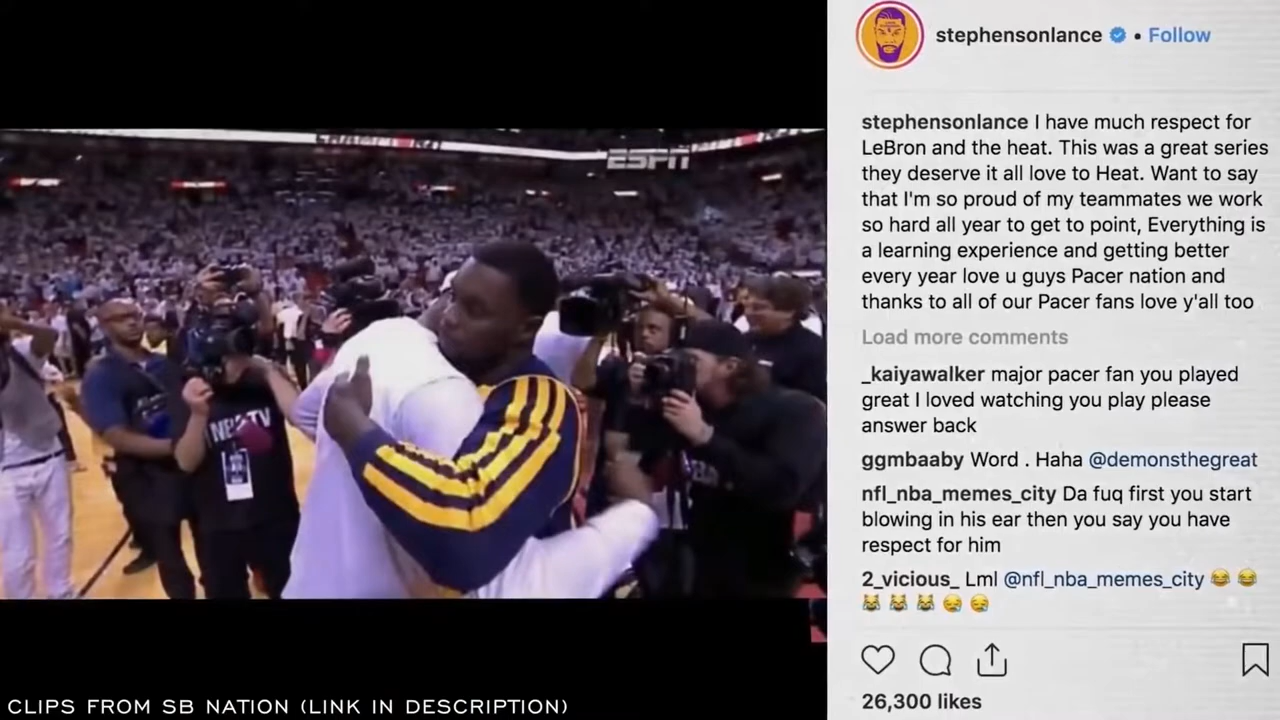 ESPN
NBATV
CLIPS FROM SB NATION (LINK IN DESCRIPTION)
stephensonlance • Follow
stephensonlance I have much respect for
LeBron and the heat. This was a great series
they deserve it all love to Heat. Want to say
that I'm so proud of my teammates we work
so hard all year to get to point, Everything is
a learning experience and getting better
every year love u guys Pacer nation and
thanks to all of our Pacer fans love y'all too
Load more comments
_kaiyawalker major pacer fan you played
great I loved watching you play please
answer back
ggmbaaby Word . Haha @demonsthegreat
nfl_nba_memes_city Da fuq first you start
blowing in his ear then you say you have
respect for him
2_vicious_ Lml @nfl_nba_memes_city 😂 😂
😹 😹 😹 😪 😪
26,300 likes